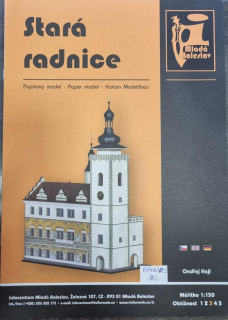 Stará
radnice
Mladá
Boleslav
Papírový model · Paper model · Karton Modellbau
Ondřej Hejl
Infocentrum Mladá Boleslav, Železná 107, CZ - 293 01 Mladá Boleslav
Měřítko 1:150
Obtížnost 1 2 3 4 5